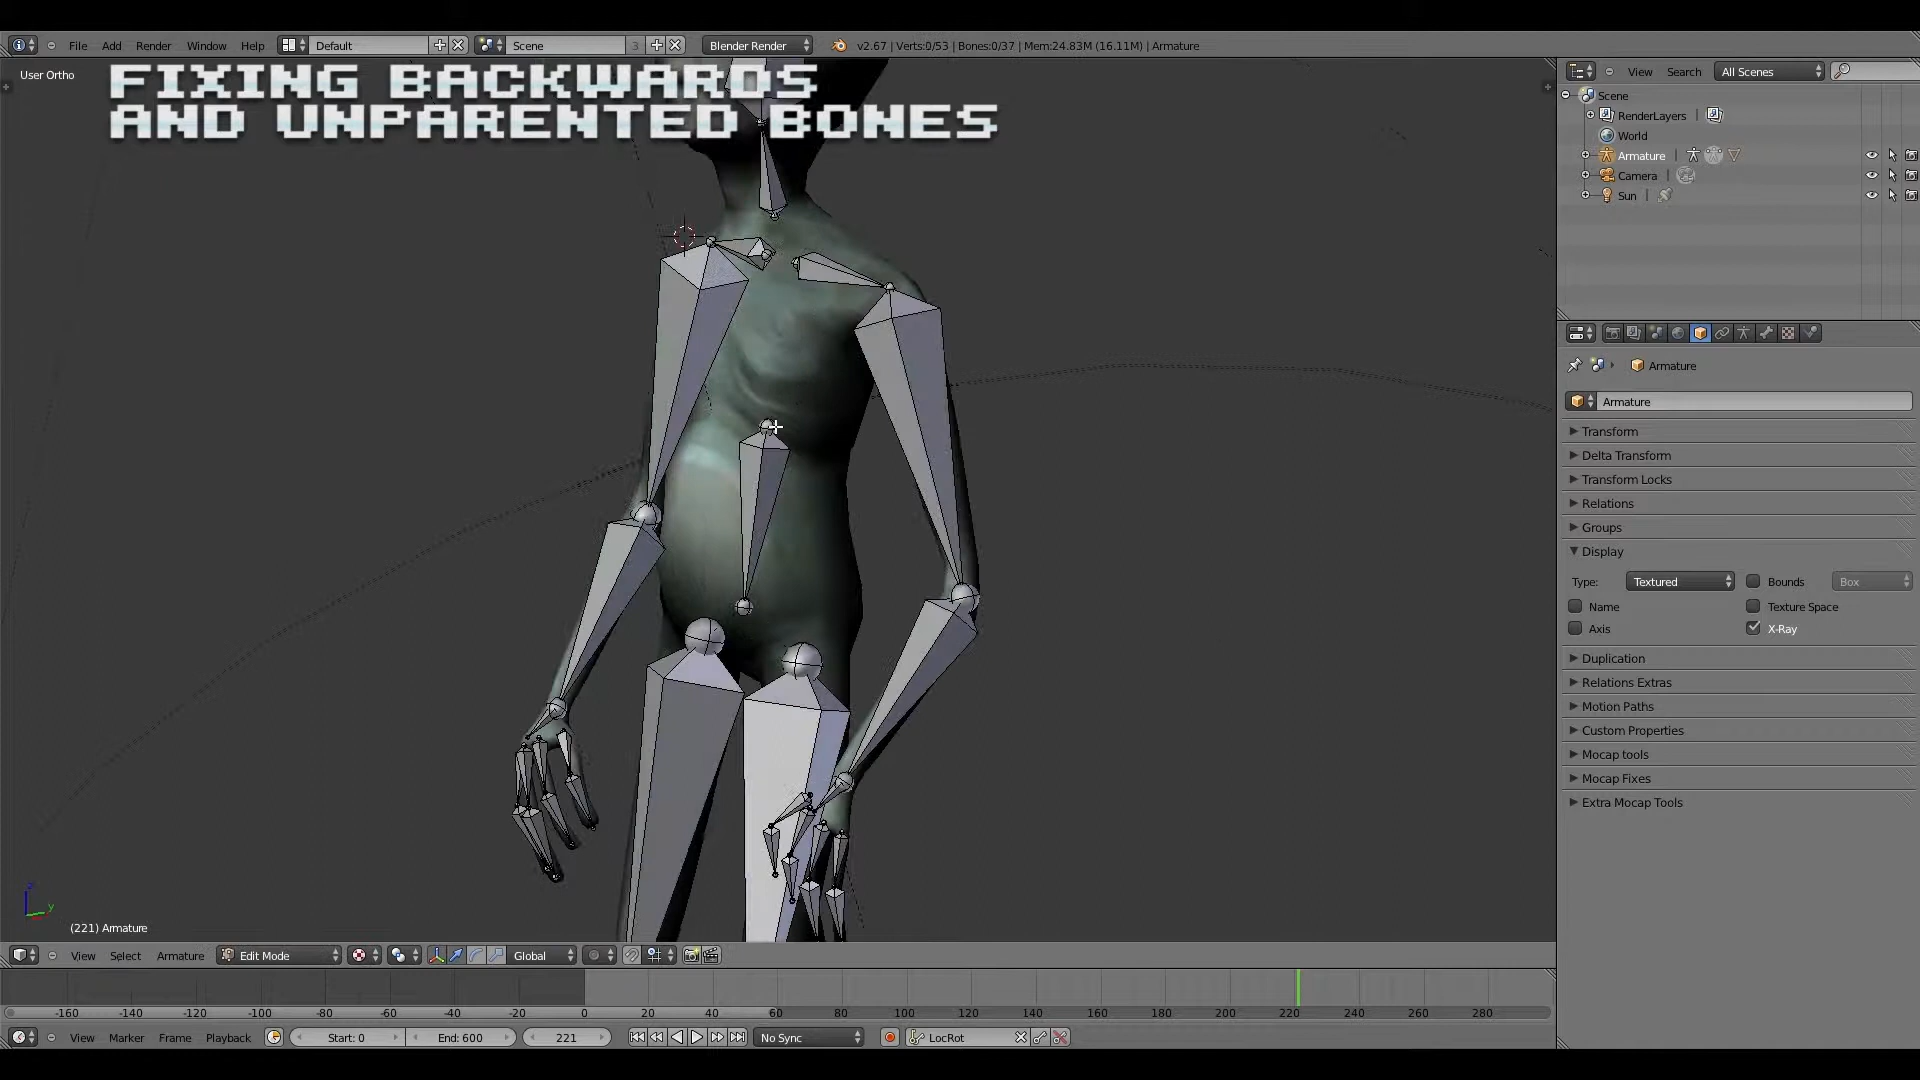 File Add Render Window Help Default Scene 3 Blender Render v2.67 | Verts:0/53 | Bones:0/37 | Mem:24.83M (16.11M) | Armature
User Ortho
FIXING BACKWARDS
AND UNPARENTED BONES
View Search All Scenes
Scene
RenderLayers
World
Armature
Camera
Sun
Armature
Armature
Transform
Delta Transform
Transform Locks
Relations
Groups
Display
Type: Textured Bounds Box
Name Texture Space
Axis X-Ray
Duplication
Relations Extras
Motion Paths
Custom Properties
Mocap tools
Mocap Fixes
Extra Mocap Tools
z
y
(221) Armature
View Select Armature Edit Mode Global
-160 -140 -120 -100 -80 -60 -40 -20 0 20 40 60 80 100 120 140 160 180 200 220 240 260 280
View Marker Frame Playback Start: 0 End: 600 221 No Sync LocRot